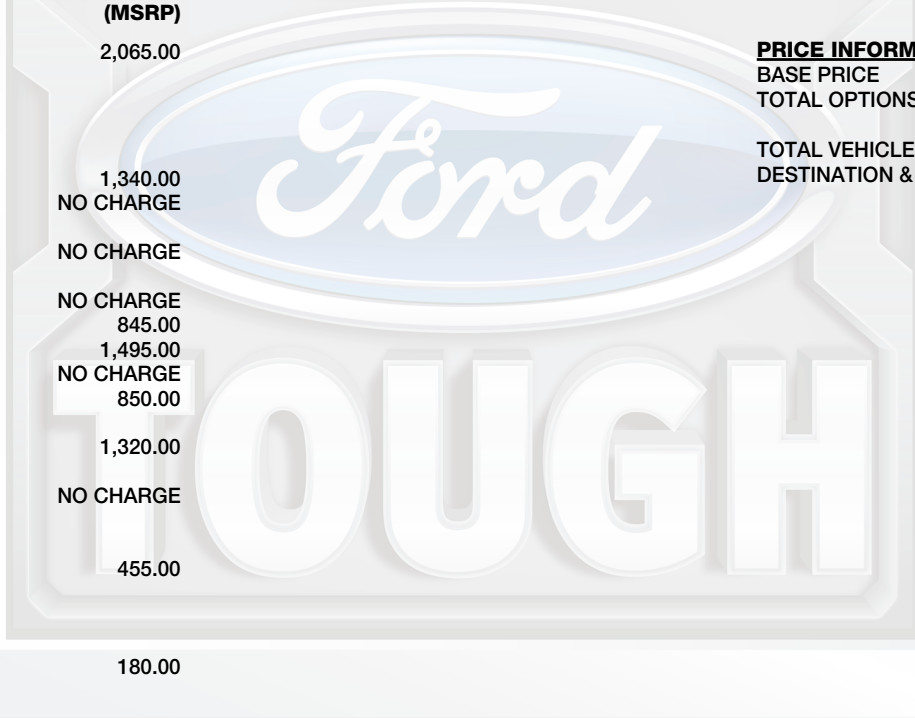 (MSRP)
2,065.00
1,340.00
NO CHARGE
NO CHARGE
NO CHARGE
845.00
1,495.00
NO CHARGE
850.00
1,320.00
NO CHARGE
455.00
180.00
PRICE INFORM
BASE PRICE
TOTAL OPTIONS
TOTAL VEHICLE
DESTINATION &
Ford
TOUGH